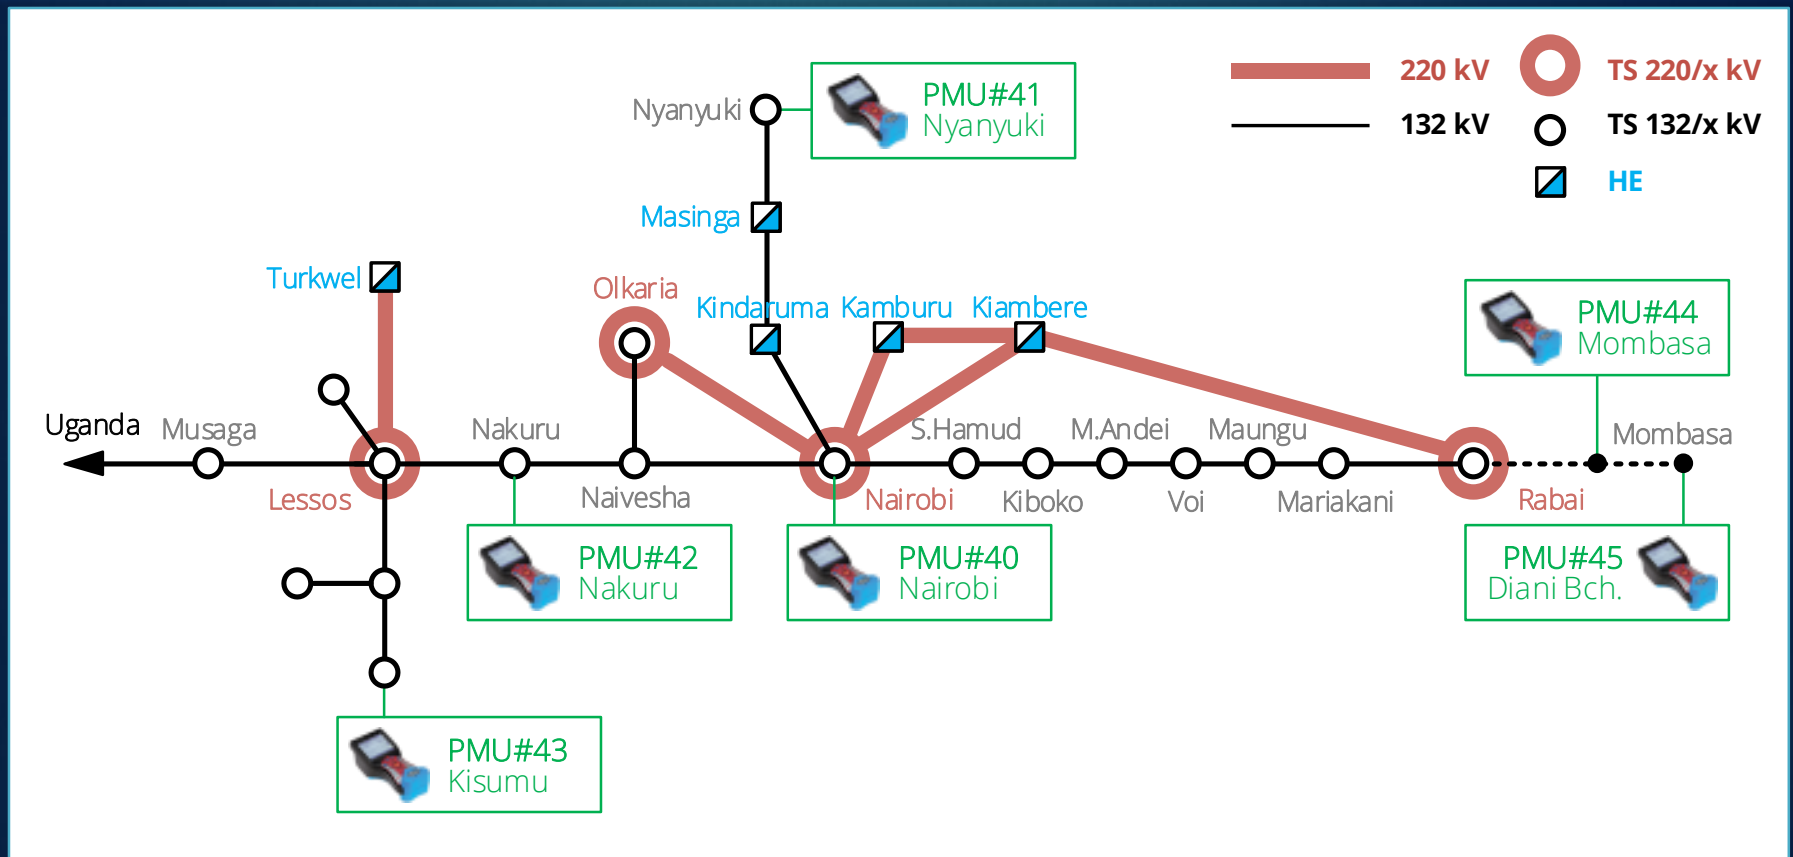 220 kV
TS 220/x kV
132 kV
TS 132/x kV
HE
Nyanyuki
PMU#41
Nyanyuki
Masinga
Turkwel
Olkaria
Kindaruma
Kamburu
Kiambere
PMU#44
Mombasa
Uganda
Musaga
Nakuru
S.Hamud
M.Andei
Maungu
Mombasa
Lessos
Naivesha
Nairobi
Kiboko
Voi
Mariakani
Rabai
PMU#42
Nakuru
PMU#40
Nairobi
PMU#45
Diani Bch.
PMU#43
Kisumu